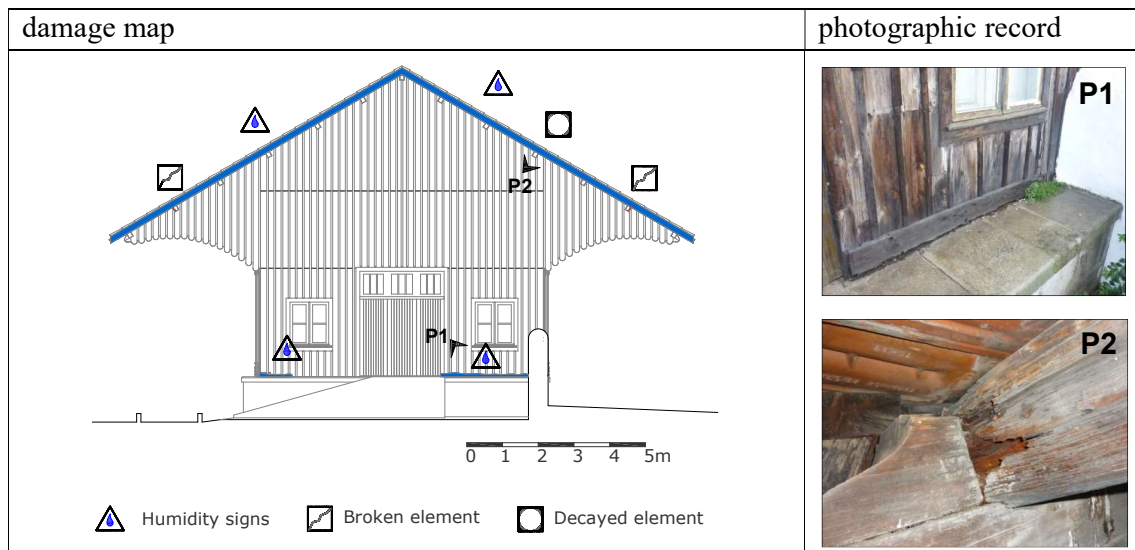 damage map
photographic record
P1
P2
P2
P1
0 1 2 3 4 5m
Humidity signs
Broken element
Decayed element